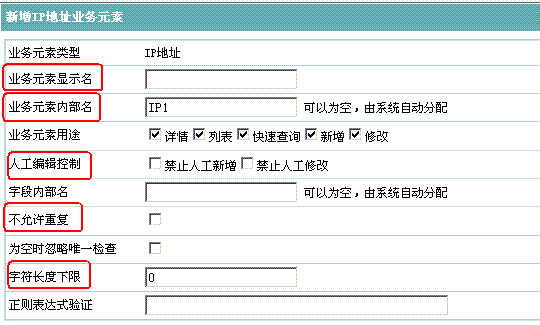 新增IP地址业务元素
业务元素类型 IP地址
业务元素显示名
业务元素内部名 IP1 可以为空，由系统自动分配
业务元素用途 详情 列表 快速查询 新增 修改
人工编辑控制 禁止人工新增 禁止人工修改
字段内部名 可以为空，由系统自动分配
不允许重复
为空时忽略唯一检查
字符长度下限 0
正则表达式验证